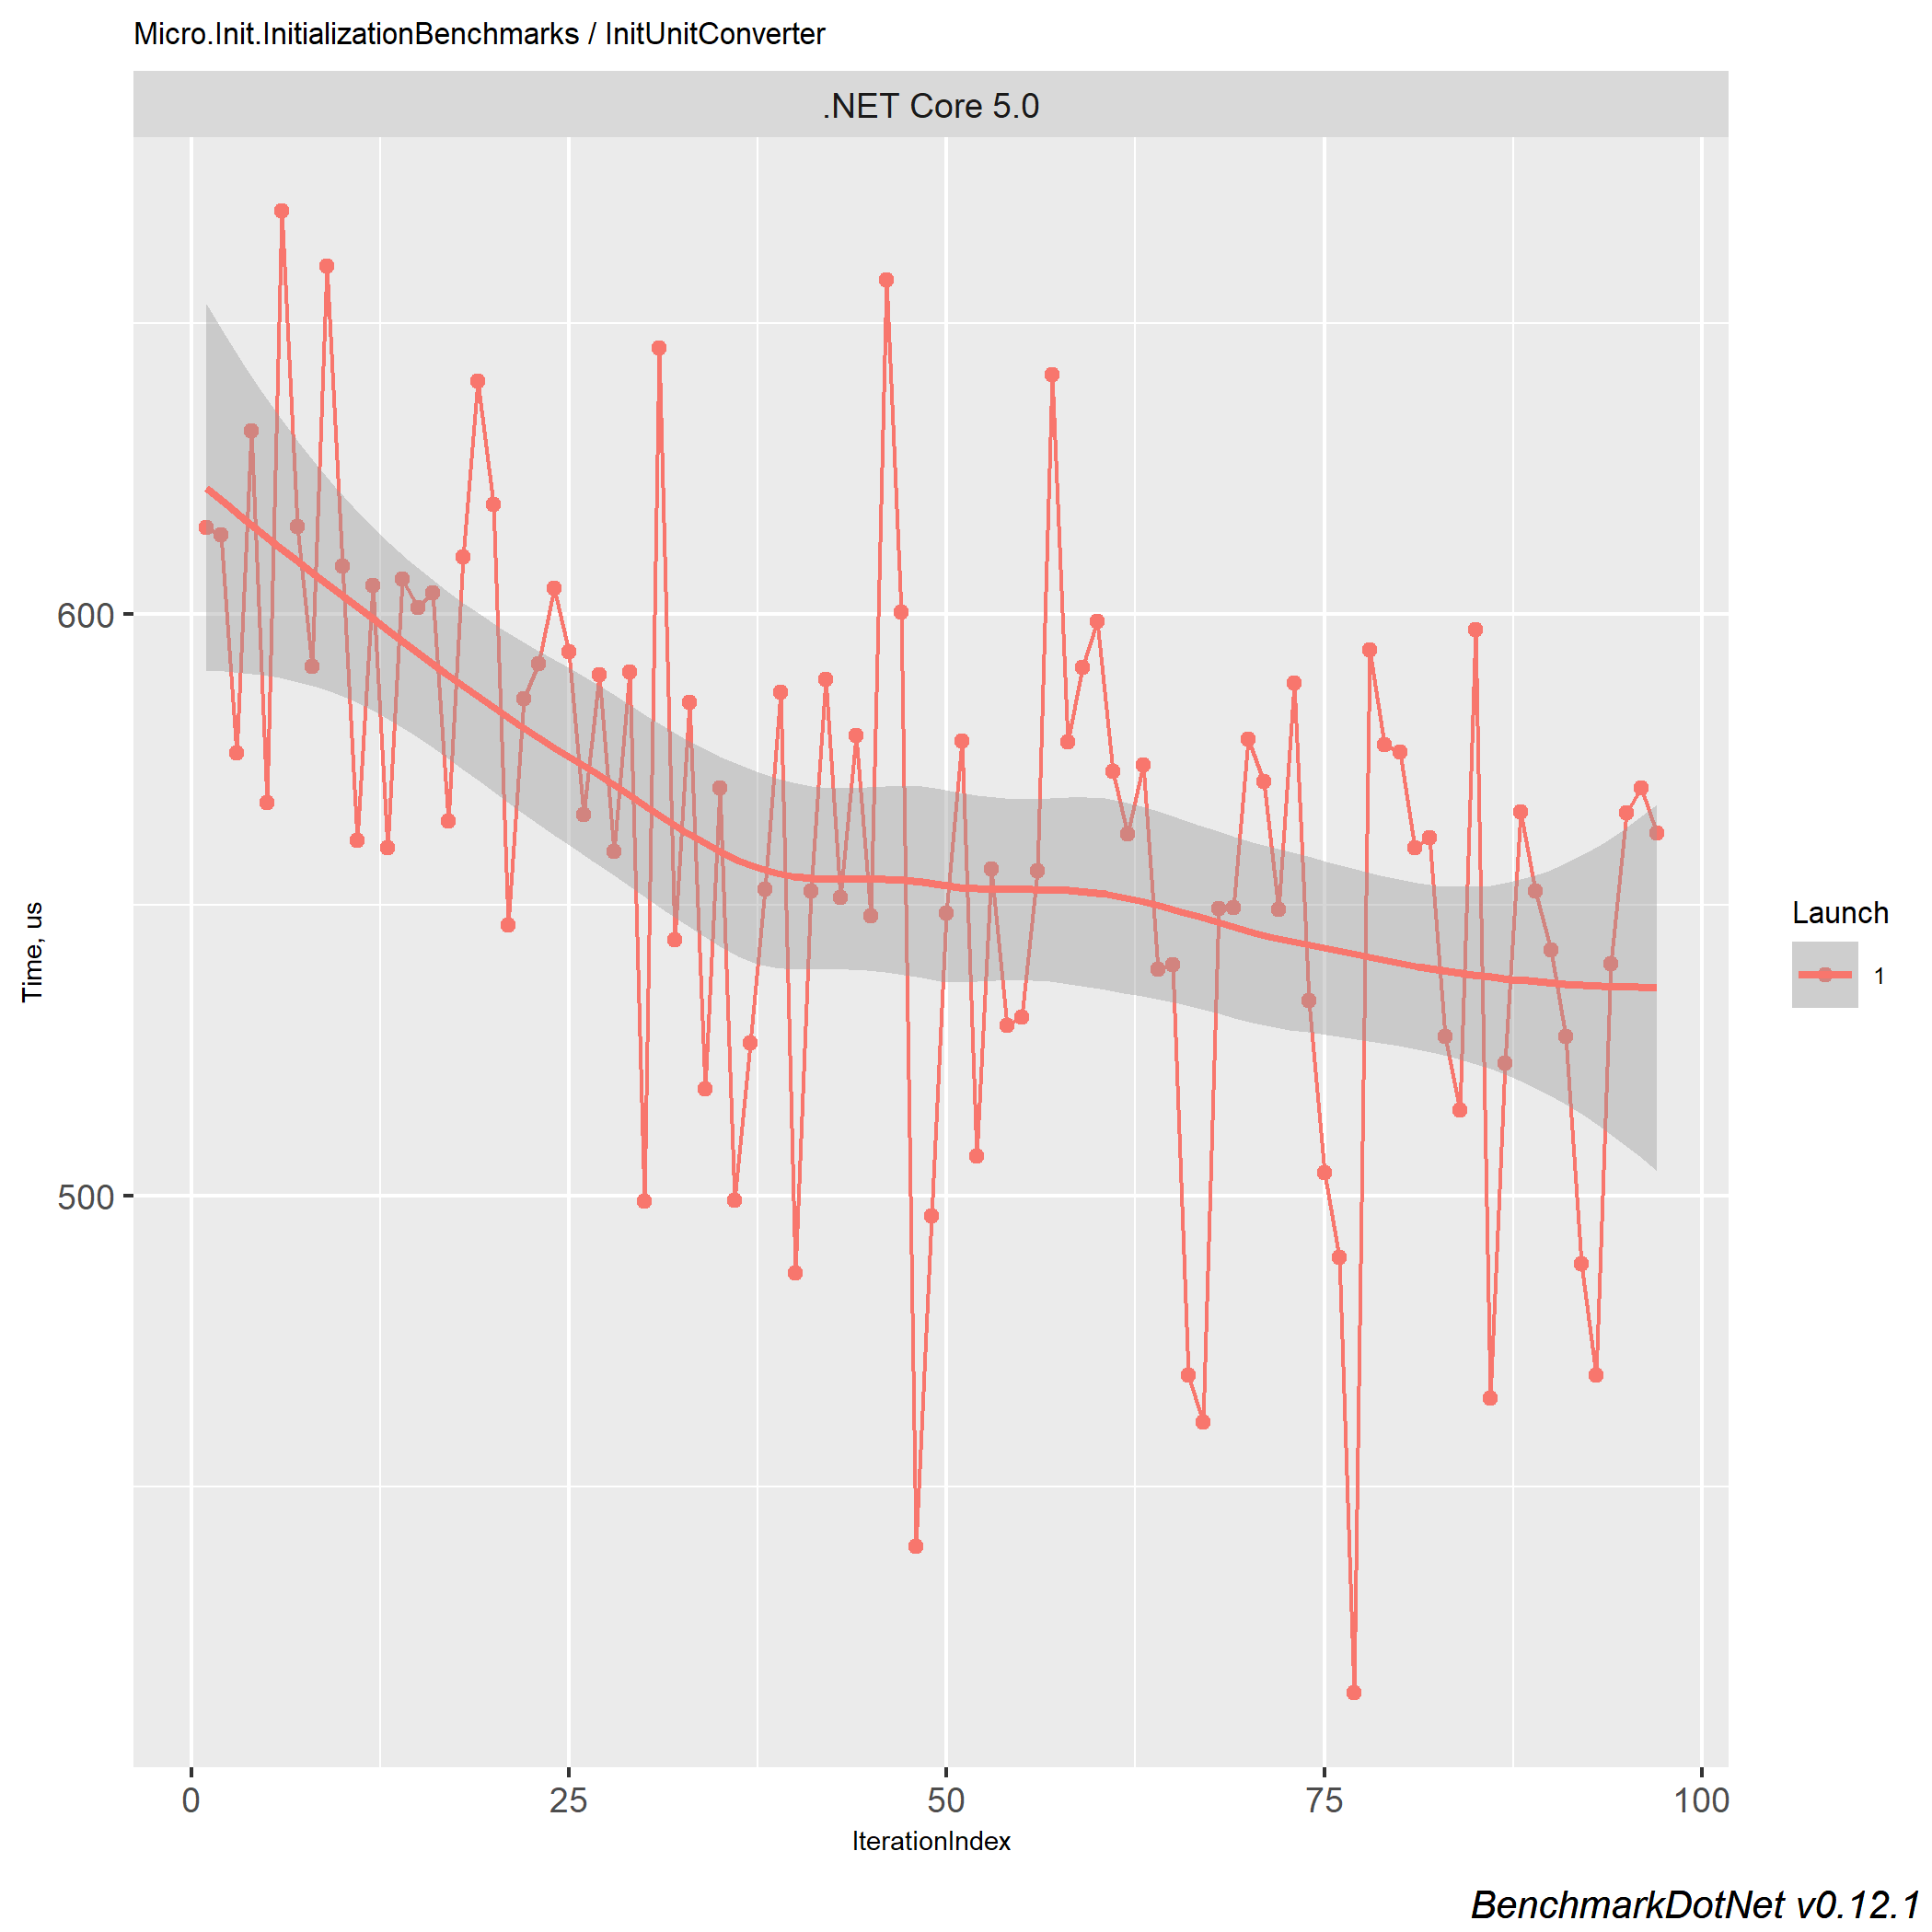 Micro.Init.InitializationBenchmarks / InitUnitConverter
.NET Core 5.0
600
500
Time, us
0 25 50 75 100
IterationIndex
Launch
1
BenchmarkDotNet v0.12.1